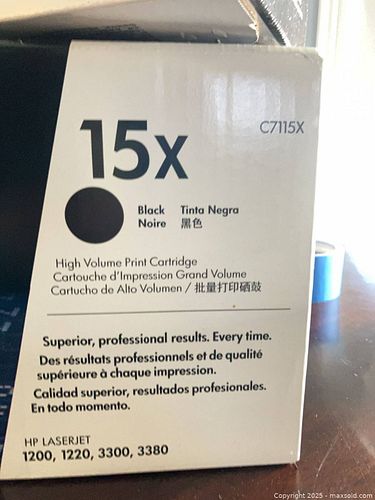 15X
C7115X
Black Tinta Negra
Noire 黑色
High Volume Print Cartridge
Cartouche d'Impression Grand Volume
Cartucho de Alto Volumen / 批量打印硒鼓
Superior, professional results. Every time.
Des résultats professionnels et de qualité
supérieure à chaque impression.
Calidad superior, resultados profesionales.
En todo momento.
HP LASERJET
1200, 1220, 3300, 3380
Copyright 2025 - maxsold.com